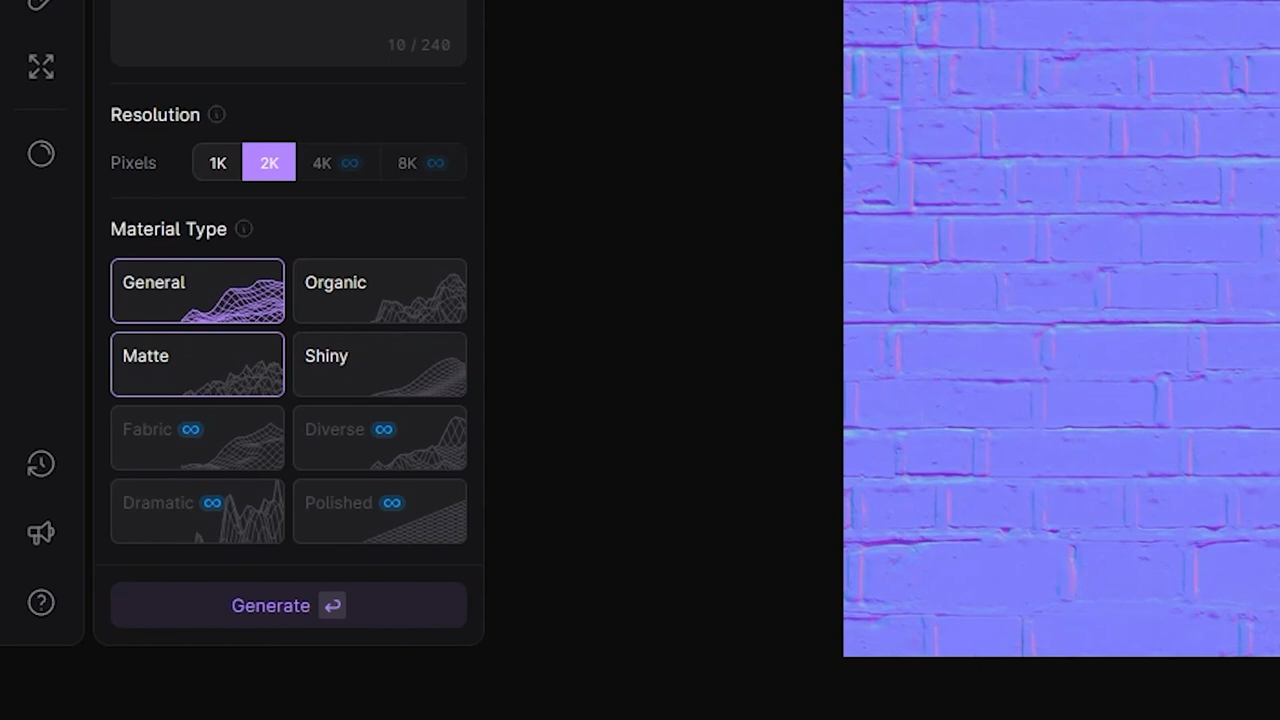 10 / 240
Resolution
Pixels 1K 2K 4K 8K
Material Type
General Organic
Matte Shiny
Fabric Diverse
Dramatic Polished
Generate